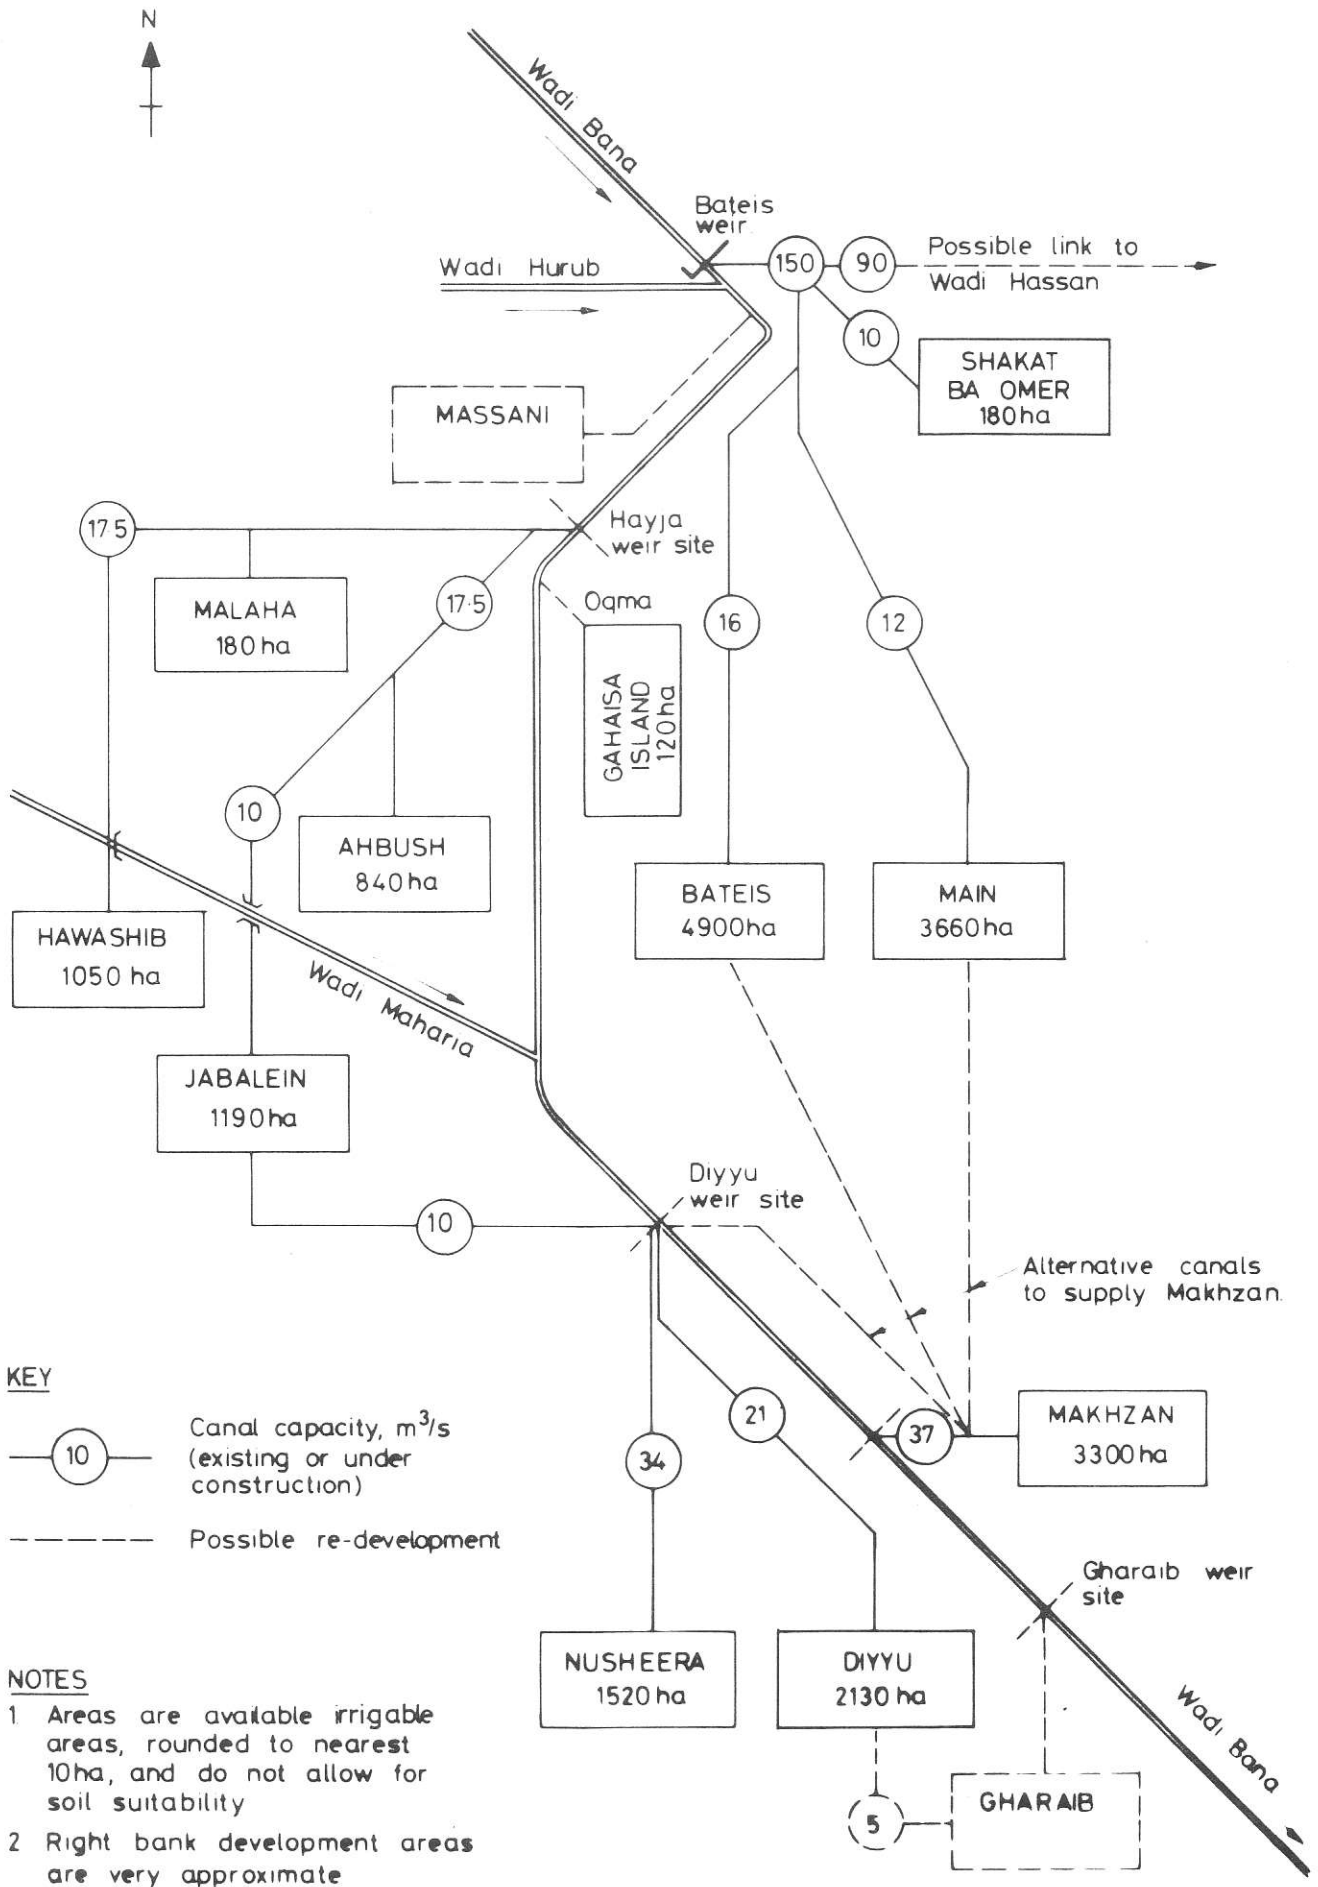 N
Wadi Bana
Bateis
weir
Wadi Hurub
150
90
Possible link to
Wadi Hassan
10
SHAKAT
BA OMER
180ha
MASSANI
17.5
Hayja
weir site
MALAHA
180ha
17.5
Oqma
16
12
GAHAISA
ISLAND
120ha
10
AHBUSH
840ha
BATEIS
4900ha
MAIN
3660ha
HAWASHIB
1050 ha
Wadi Maharia
JABALEIN
1190ha
Diyyu
weir site
10
Alternative canals
to supply Makhzan.
KEY
10
Canal capacity, m³/s
(existing or under
construction)
Possible re-development
21
37
34
MAKHZAN
3300ha
Gharaib weir
site
NUSHEERA
1520ha
DIYYU
2130ha
Wadi Bana
5
GHARAIB
NOTES
1 Areas are available irrigable
areas, rounded to nearest
10ha, and do not allow for
soil suitability
2 Right bank development areas
are very approximate